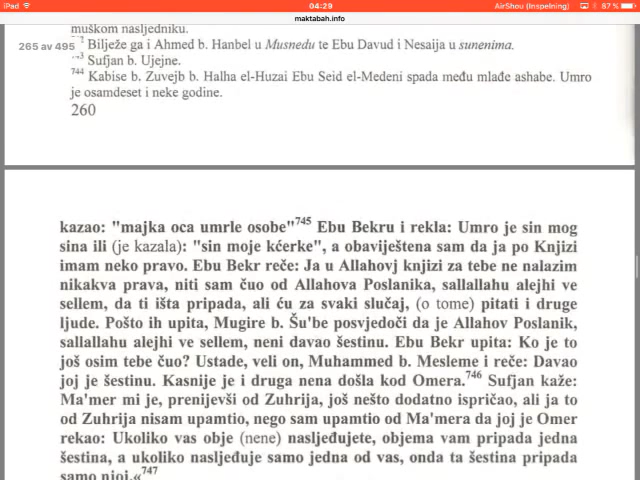 iPad
04:29
AirShou (Inspelning)
87 %
maktabah.info
muškom nasljedniku.
265 av 495
Bilježe ga i Ahmed b. Hanbel u Musnedu te Ebu Davud i Nesaija u sunenima.
Sufjan b. Ujejne.
744 Kabise b. Zuvejb b. Halha el-Huzai Ebu Seid el-Medeni spada među mlađe ashabe. Umro
je osamdeset i neke godine.
260
kazao: "majka oca umrle osobe"745 Ebu Bekru i rekla: Umro je sin mog
sina ili (je kazala): "sin moje kćerke", a obaviještena sam da ja po Knjizi
imam neko pravo. Ebu Bekr reče: Ja u Allahovj knjizi za tebe ne nalazim
nikakva prava, niti sam čuo od Allahova Poslanika, sallallahu alejhi ve
sellem, da ti išta pripada, ali ću za svaki slučaj, (o tome) pitati i druge
ljude. Pošto ih upita, Mugire b. Šu'be posvjedoči da je Allahov Poslanik,
sallallahu alejhi ve sellem, neni davao šestinu. Ebu Bekr upita: Ko je to
još osim tebe čuo? Ustade, veli on, Muhammed b. Mesleme i reče: Davao
joj je šestinu. Kasnije je i druga nena došla kod Omera.746 Sufjan kaže:
Ma'mer mi je, prenijevši od Zuhrija, još nešto dodatno ispričao, ali ja to
od Zuhrija nisam upamtio, nego sam upamtio od Ma'mera da joj je Omer
rekao: Ukoliko vas obje (nene) nasljeđujete, objema vam pripada jedna
šestina, a ukoliko nasljeđuje samo jedna od vas, onda ta šestina pripada
samo njoj.«747